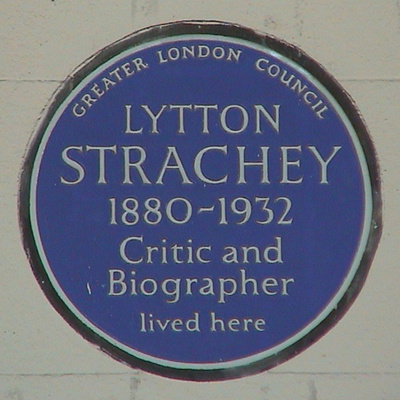 GREATER LONDON COUNCIL
LYTTON
STRACHEY
1880-1932
Critic and
Biographer
lived here